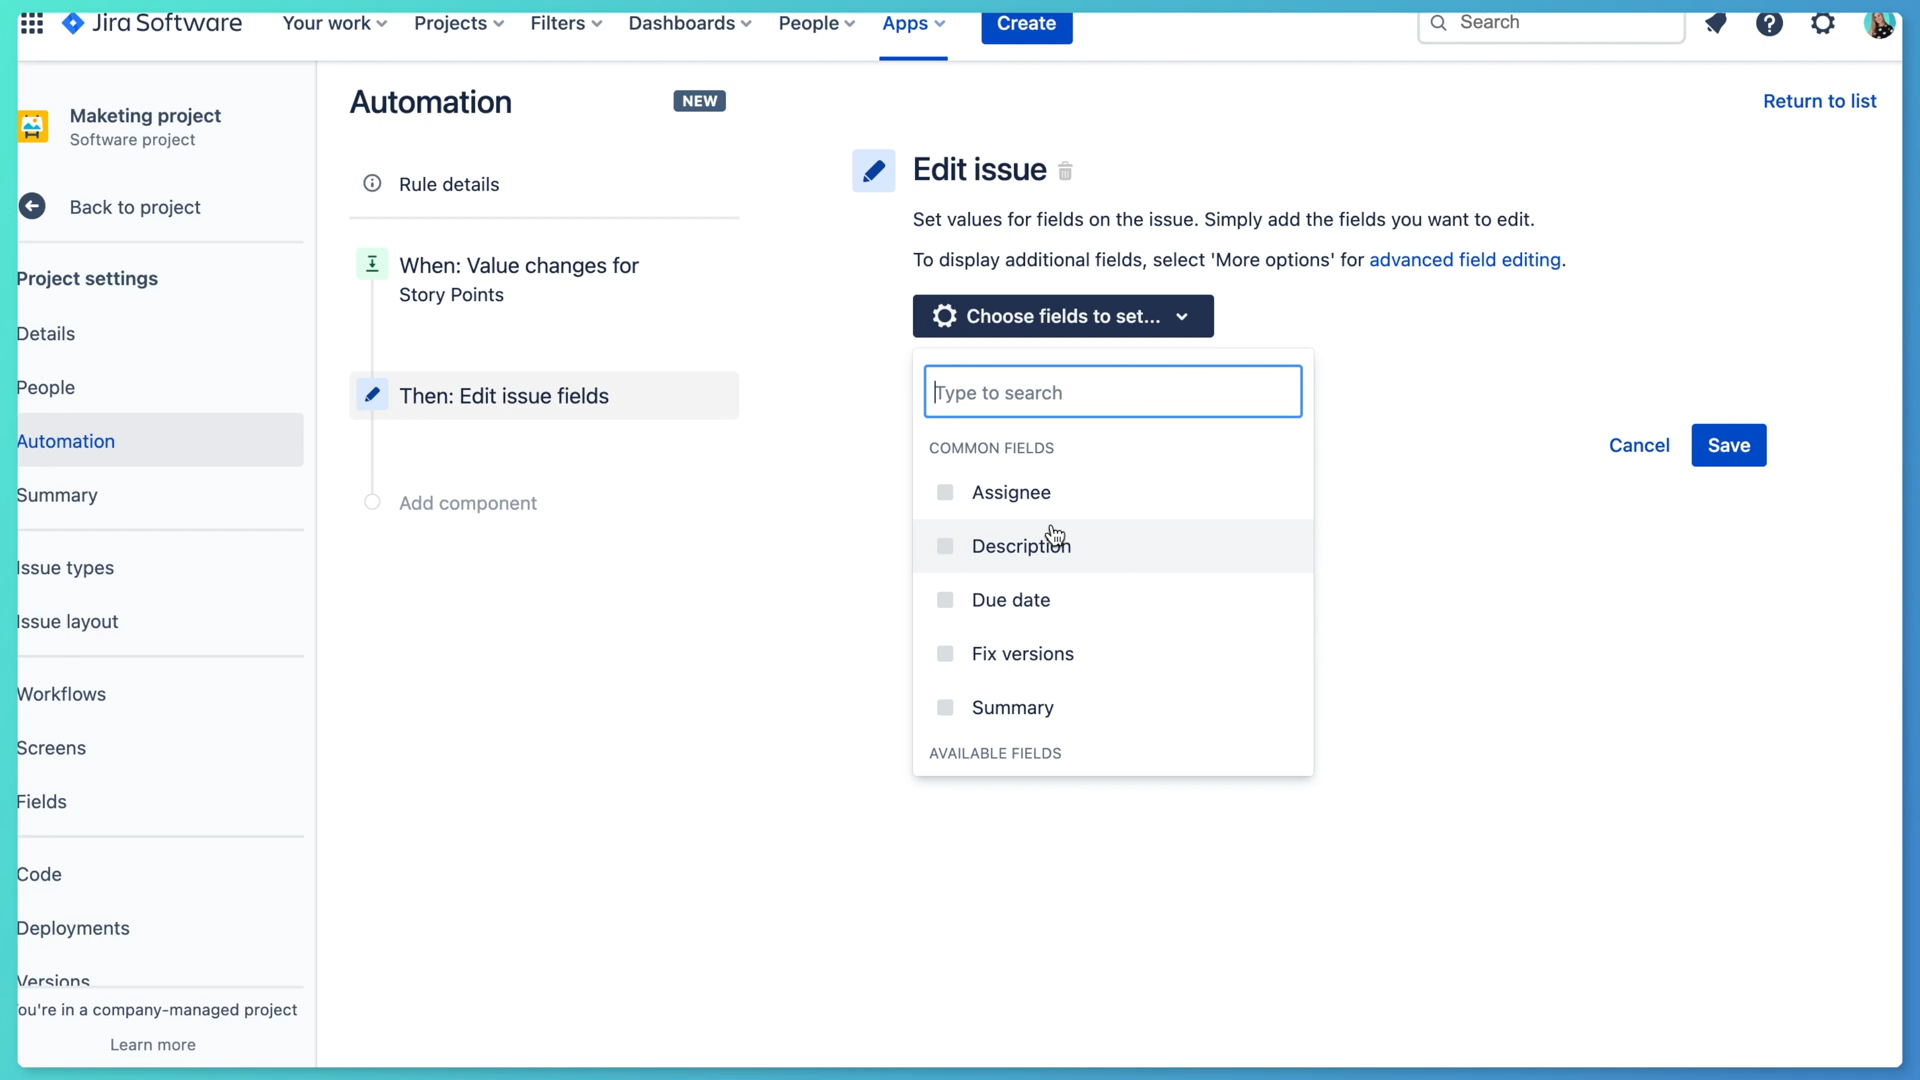 Jira Software Your work Projects Filters Dashboards People Apps Create Search
Maketing project
Software project
Back to project
Project settings
Details
People
Automation
Summary
Issue types
Issue layout
Workflows
Screens
Fields
Code
Deployments
Versions
ou're in a company-managed project
Learn more
Automation NEW
Return to list
Rule details
When: Value changes for
Story Points
Then: Edit issue fields
Add component
Edit issue
Set values for fields on the issue. Simply add the fields you want to edit.
To display additional fields, select 'More options' for advanced field editing.
Choose fields to set...
Type to search
COMMON FIELDS
Assignee
Description
Due date
Fix versions
Summary
AVAILABLE FIELDS
Cancel Save